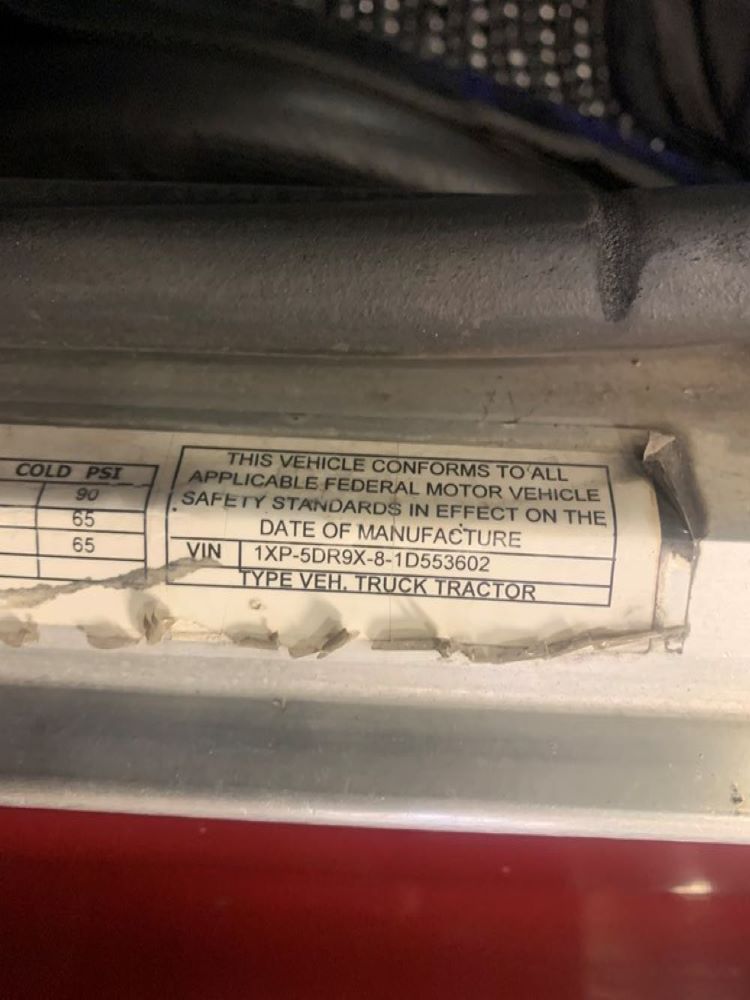 COLD PSI
90
65
65
THIS VEHICLE CONFORMS TO ALL
APPLICABLE FEDERAL MOTOR VEHICLE
SAFETY STANDARDS IN EFFECT ON THE
DATE OF MANUFACTURE
VIN 1XP-5DR9X-8-1D553602
TYPE VEH. TRUCK TRACTOR